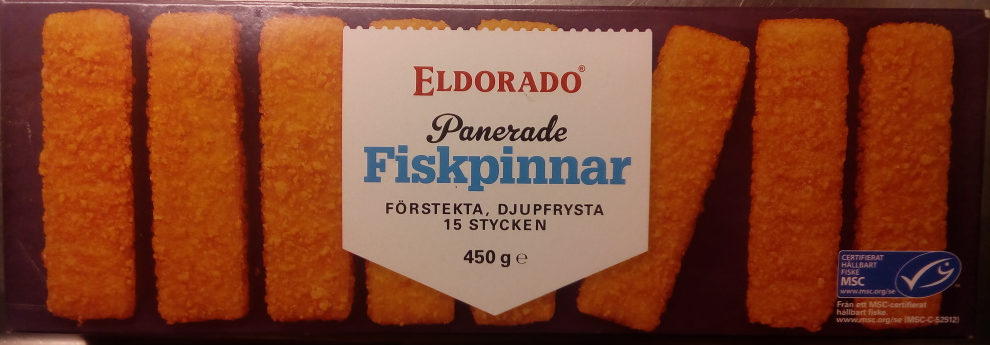 ELDORADO®
Panerade
Fiskpinnar
FÖRSTEKTA, DJUPFRYSTA
15 STYCKEN
450 g ℮
CERTIFIERAT
HÅLLBART
FISKE
MSC
www.msc.org/se
Från ett MSC-certifierat
hållbart fiske.
www.msc.org/se (MSC-C-52912)